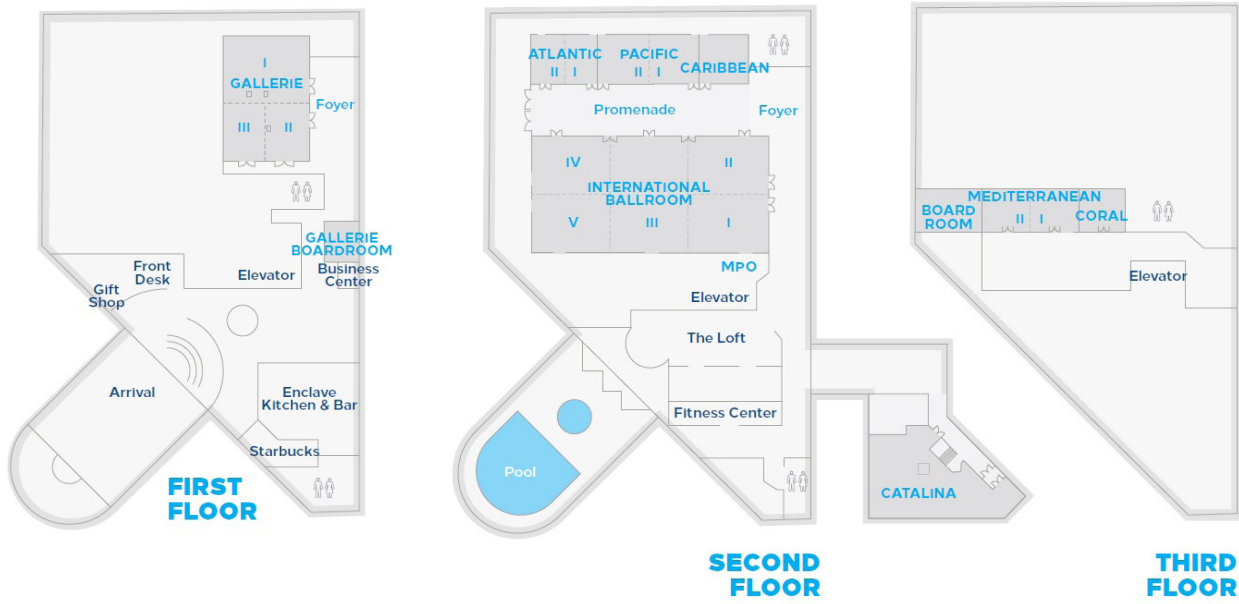 I
GALLERIE
Foyer
III II
GALLERIE
BOARDROOM
Front
Desk
Elevator
Business
Center
Gift
Shop
Arrival
Enclave
Kitchen & Bar
Starbucks
FIRST
FLOOR
ATLANTIC PACIFIC
CARIBBEAN
II I II I
Promenade
Foyer
IV II
INTERNATIONAL
BALLROOM
V III I
MPO
Elevator
The Loft
Fitness Center
Pool
CATALINA
SECOND
FLOOR
MEDITERRANEAN
BOARD
ROOM
II I
CORAL
Elevator
THIRD
FLOOR